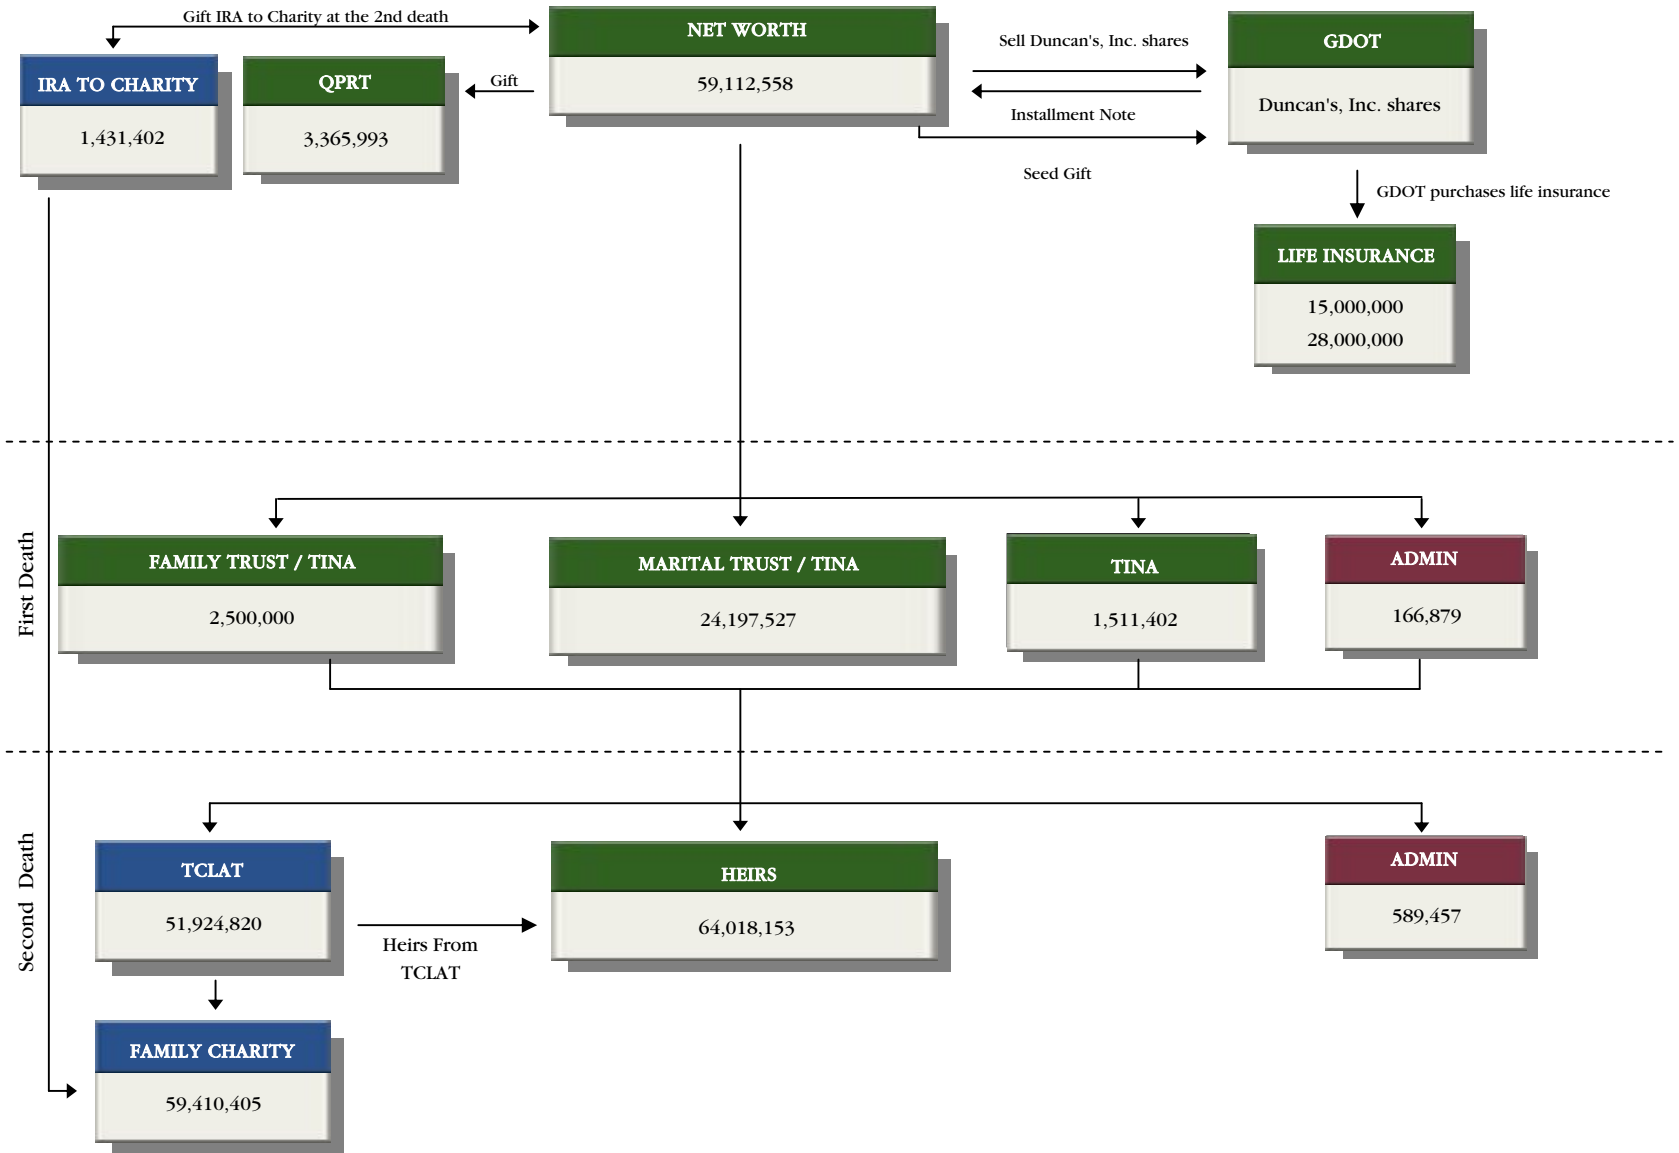 Gift IRA to Charity at the 2nd death
NET WORTH
59,112,558
Sell Duncan's, Inc. shares
GDOT
Duncan's, Inc. shares
IRA TO CHARITY
1,431,402
QPRT
3,365,993
Gift
Installment Note
Seed Gift
GDOT purchases life insurance
LIFE INSURANCE
15,000,000
28,000,000
First Death
FAMILY TRUST / TINA
2,500,000
MARITAL TRUST / TINA
24,197,527
TINA
1,511,402
ADMIN
166,879
Second Death
TCLAT
51,924,820
Heirs From
TCLAT
HEIRS
64,018,153
ADMIN
589,457
FAMILY CHARITY
59,410,405